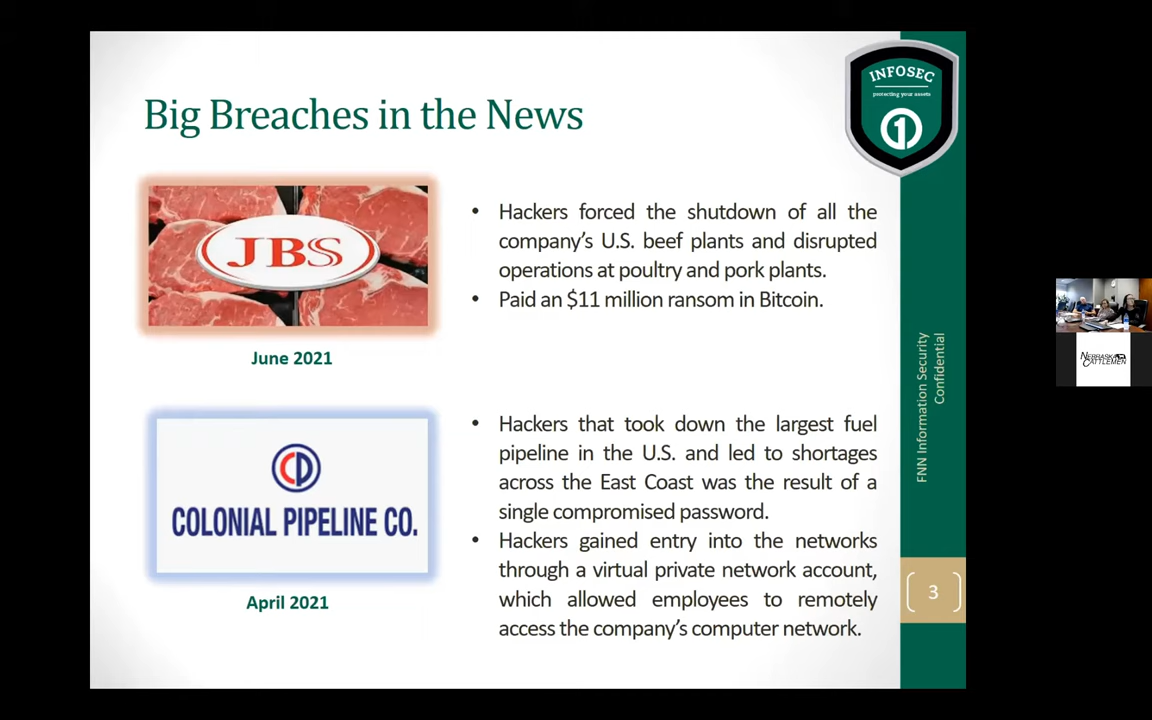 INFOSEC
protecting your assets
1
Big Breaches in the News
JBS
June 2021
• Hackers forced the shutdown of all the
company’s U.S. beef plants and disrupted
operations at poultry and pork plants.
• Paid an $11 million ransom in Bitcoin.
CP
COLONIAL PIPELINE CO.
April 2021
• Hackers that took down the largest fuel
pipeline in the U.S. and led to shortages
across the East Coast was the result of a
single compromised password.
• Hackers gained entry into the networks
through a virtual private network account,
which allowed employees to remotely
access the company’s computer network.
FNN Information Security
Confidential
3
NEBRASKA
CATTLEMEN